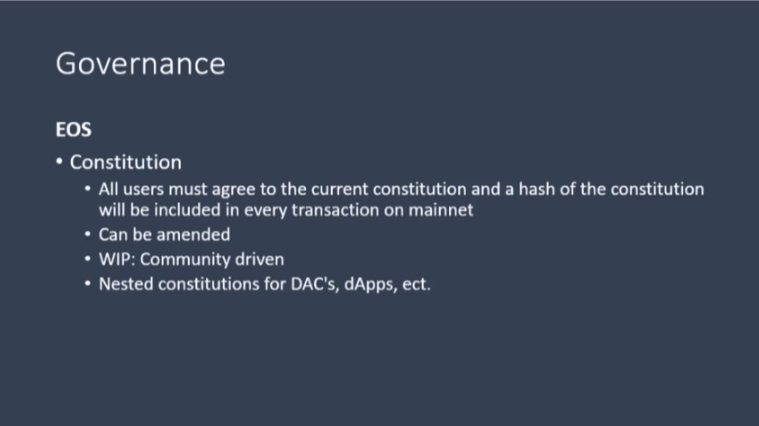 Governance
EOS
• Constitution
• All users must agree to the current constitution and a hash of the constitution
will be included in every transaction on mainnet
• Can be amended
• WIP: Community driven
• Nested constitutions for DAC's, dApps, ect.